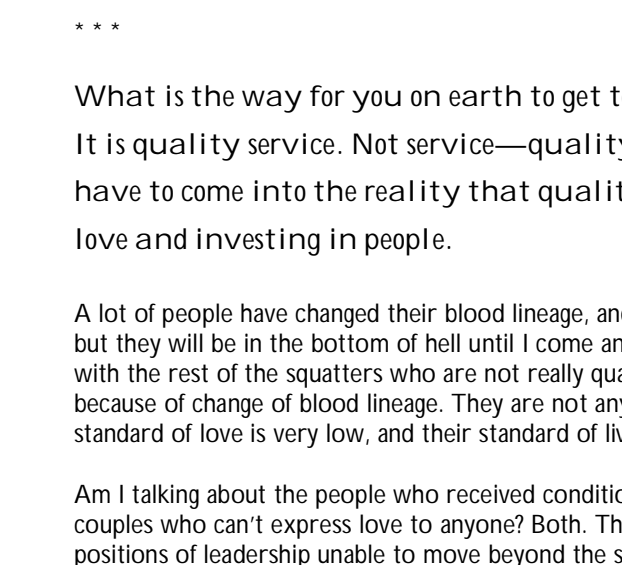 * * *
What is the way for you on earth to get t
It is quality service. Not service—quality
have to come into the reality that qualit
love and investing in people.
A lot of people have changed their blood lineage, an
but they will be in the bottom of hell until I come an
with the rest of the squatters who are not really qua
because of change of blood lineage. They are not any
standard of love is very low, and their standard of liv
Am I talking about the people who received conditio
couples who can't express love to anyone? Both. Th
positions of leadership unable to move beyond the s